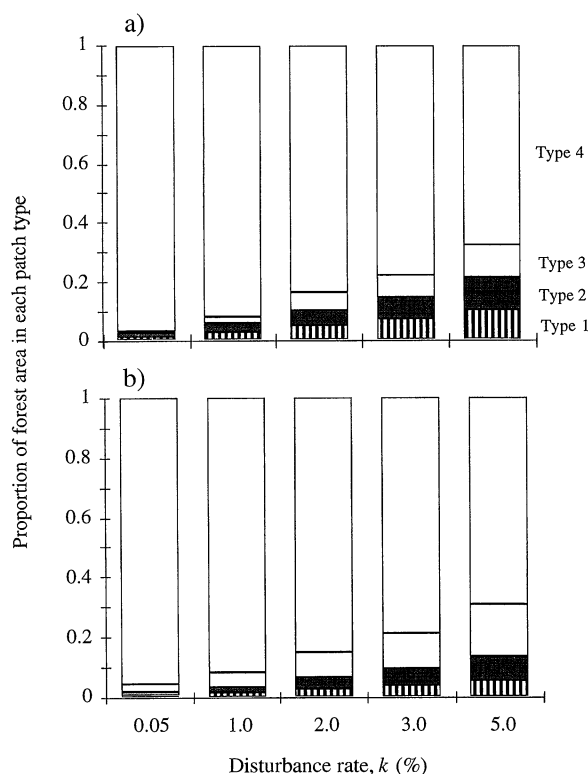 a)
1
0.8
0.6
0.4
0.2
0
Type 4
Type 3
Type 2
Type 1
Proportion of forest area in each patch type
b)
1
0.8
0.6
0.4
0.2
0
0.05 1.0 2.0 3.0 5.0
Disturbance rate, k (%)